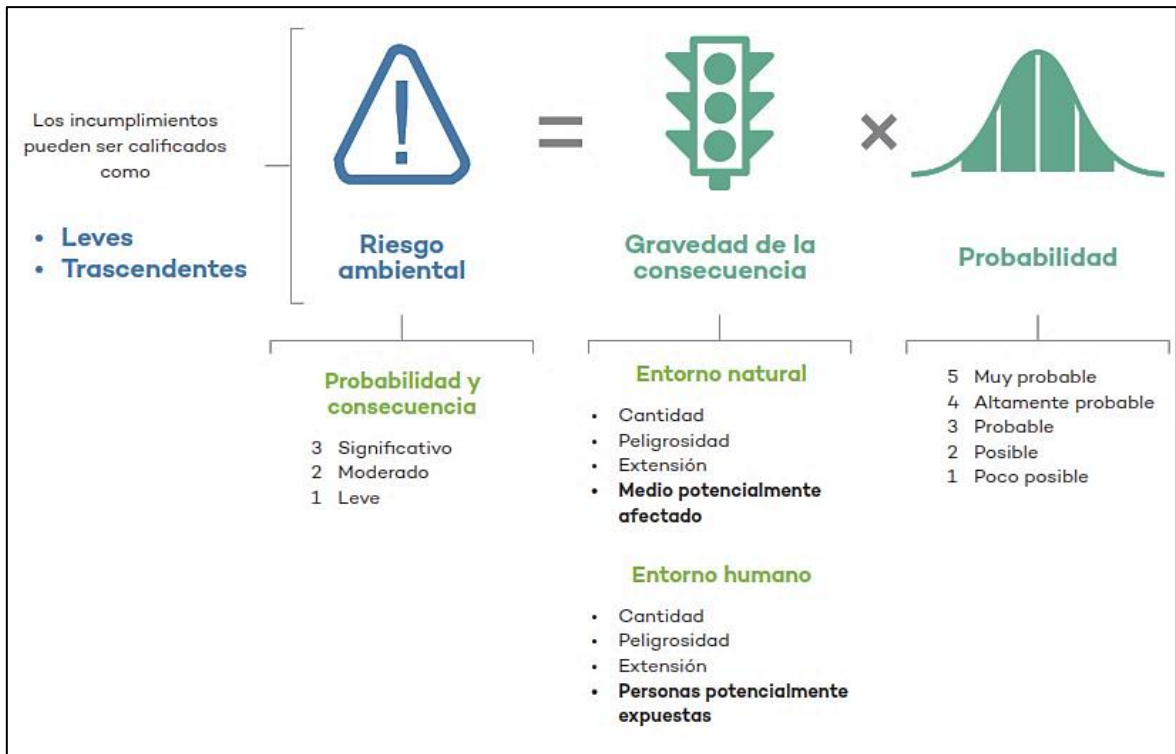 Los incumplimientos
pueden ser calificados
como
• Leves
• Trascendentes
!
Riesgo
ambiental
=
Gravedad de la
consecuencia
×
Probabilidad
Probabilidad y
consecuencia
3 Significativo
2 Moderado
1 Leve
Entorno natural
• Cantidad
• Peligrosidad
• Extensión
• Medio potencialmente
afectado
Entorno humano
• Cantidad
• Peligrosidad
• Extensión
• Personas potencialmente
expuestas
5 Muy probable
4 Altamente probable
3 Probable
2 Posible
1 Poco posible